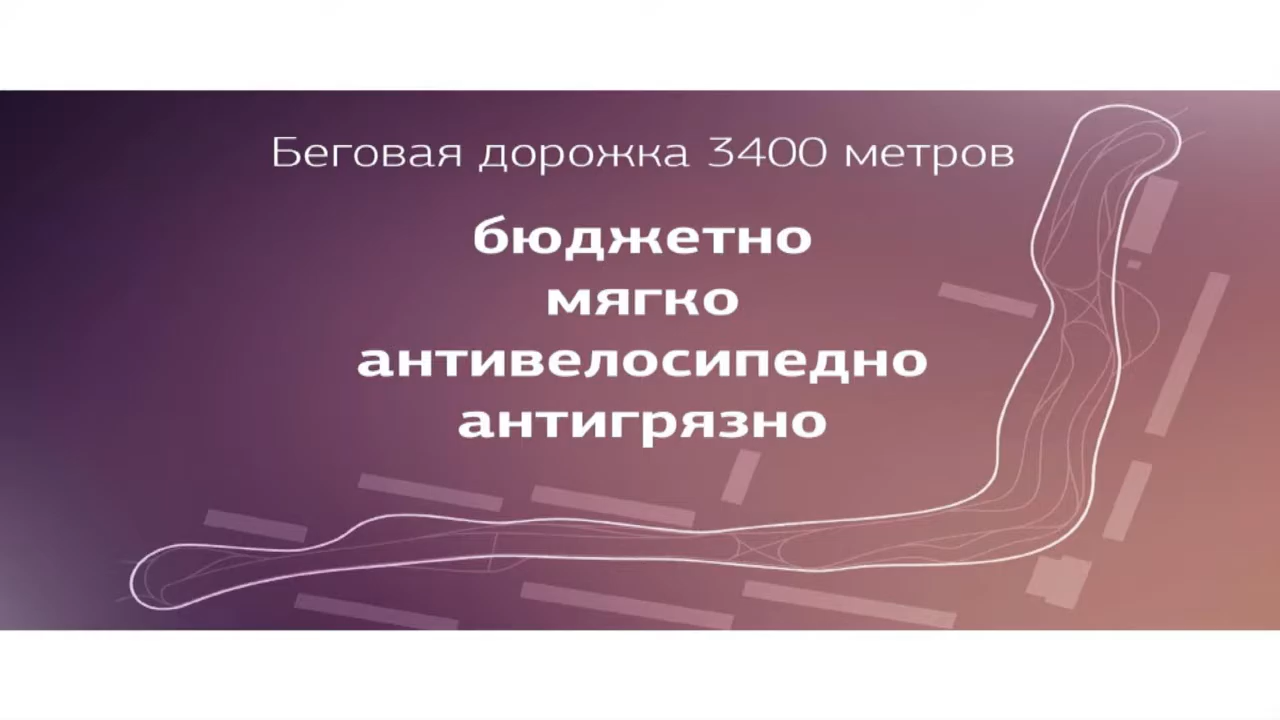 Беговая дорожка 3400 метров
бюджетно
мягко
антивелосипедно
антигрязно